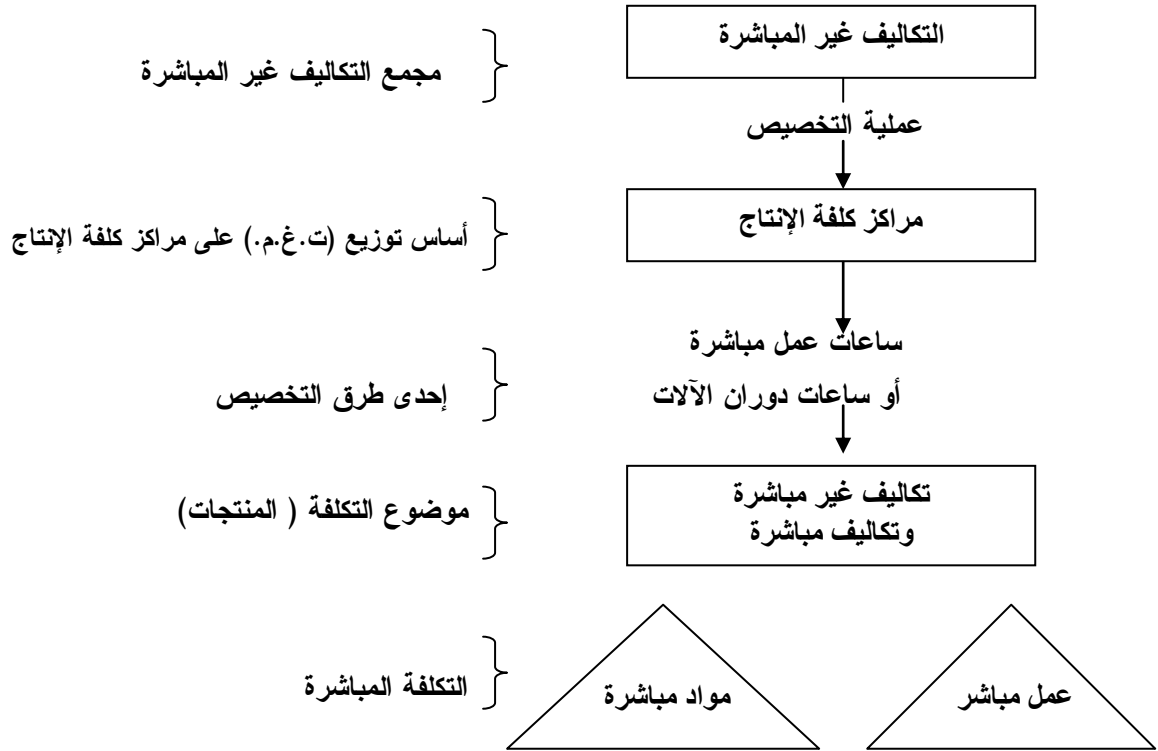 التكاليف غير المباشرة
مجمع التكاليف غير المباشرة
عملية التخصيص
مراكز كلفة الإنتاج
أساس توزيع (ت.غ.م.) على مراكز كلفة الإنتاج
ساعات عمل مباشرة
أو ساعات دوران الآلات
إحدى طرق التخصيص
تكاليف غير مباشرة
وتكاليف مباشرة
موضوع التكلفة ( المنتجات)
عمل مباشر
مواد مباشرة
التكلفة المباشرة